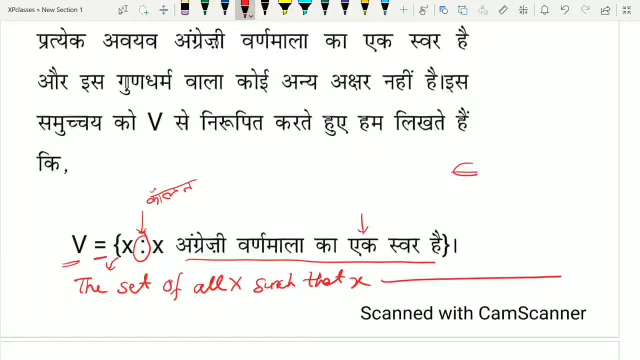 XPclasses » New Section 1
प्रत्येक अवयव अंग्रेज़ी वर्णमाला का एक स्वर है
और इस गुणधर्म वाला कोई अन्य अक्षर नहीं है।इस
समुच्चय को V से निरूपित करते हुए हम लिखते हैं
कि,
∈
कॉलन
V = {x : x अंग्रेज़ी वर्णमाला का एक स्वर है}।
The set of all x such that x
Scanned with CamScanner